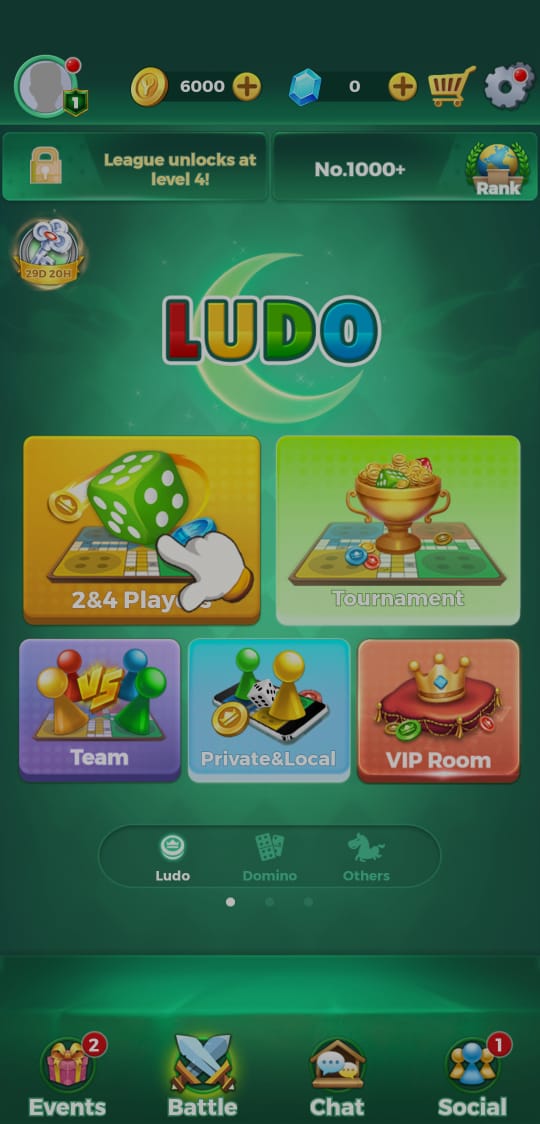 1
6000
0
League unlocks at
level 4!
No.1000+
Rank
29D 20H
LUDO
2&4 Players
Tournament
VS
Team
Private&Local
VIP Room
Ludo
Domino
Others
2
1
Events
Battle
Chat
Social